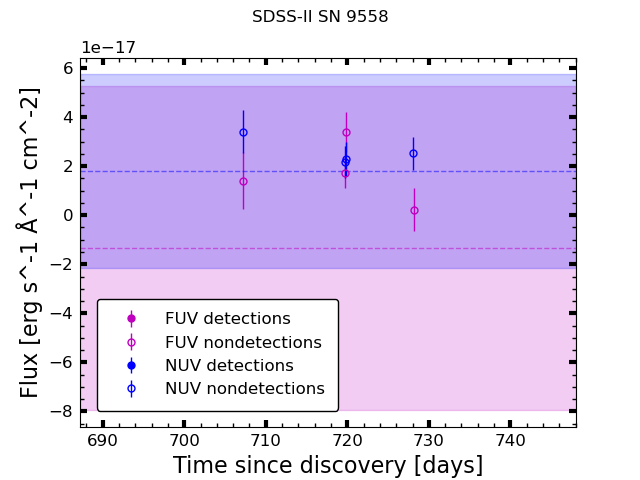 SDSS-II SN 9558
1e−17
6
4
2
0
−2
−4
−6
−8
Flux [erg s^-1 Å^-1 cm^-2]
FUV detections
FUV nondetections
NUV detections
NUV nondetections
690 700 710 720 730 740
Time since discovery [days]